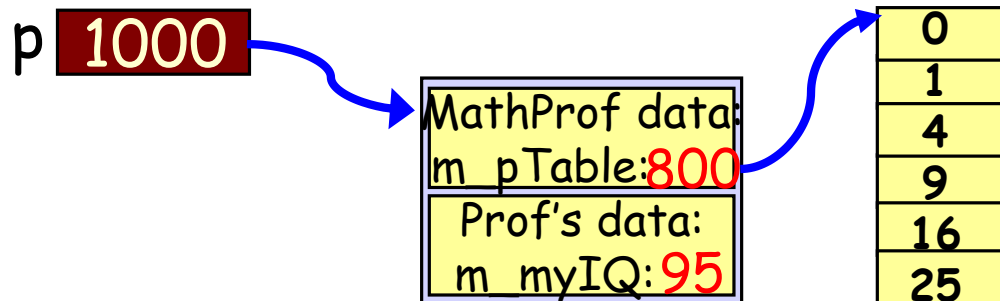 p 1000
MathProf data:
m_pTable:800
Prof's data:
m_myIQ:95
0
1
4
9
16
25